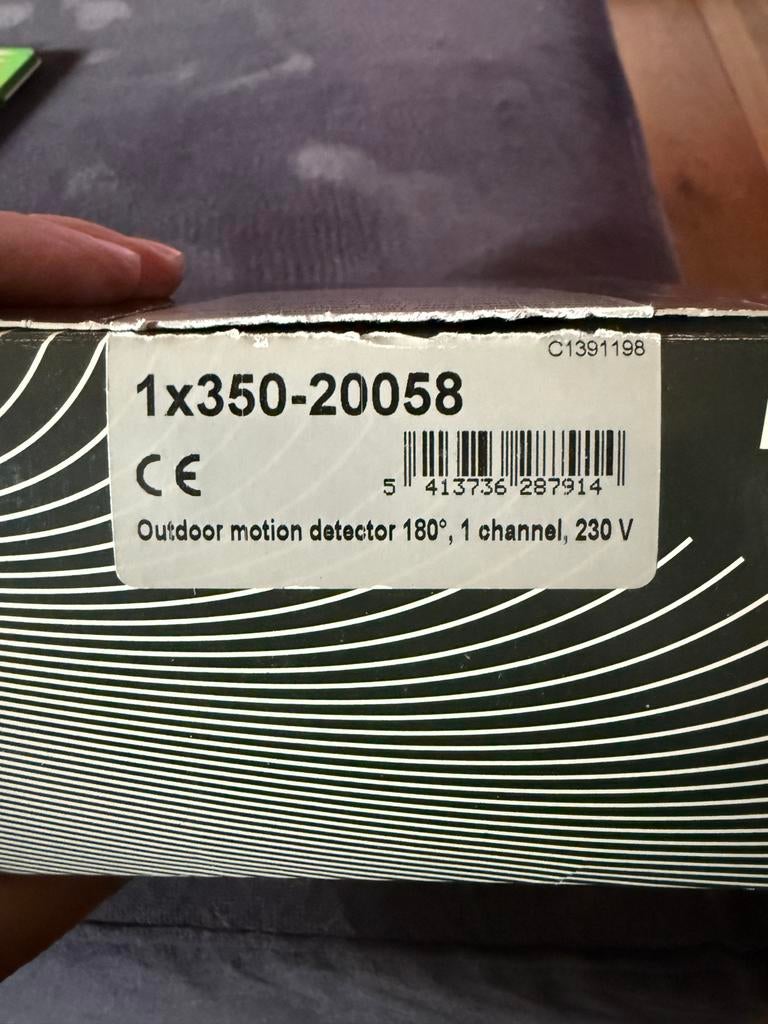 C1391198
1x350-20058
CE
5 413736 287914
Outdoor motion detector 180°, 1 channel, 230 V